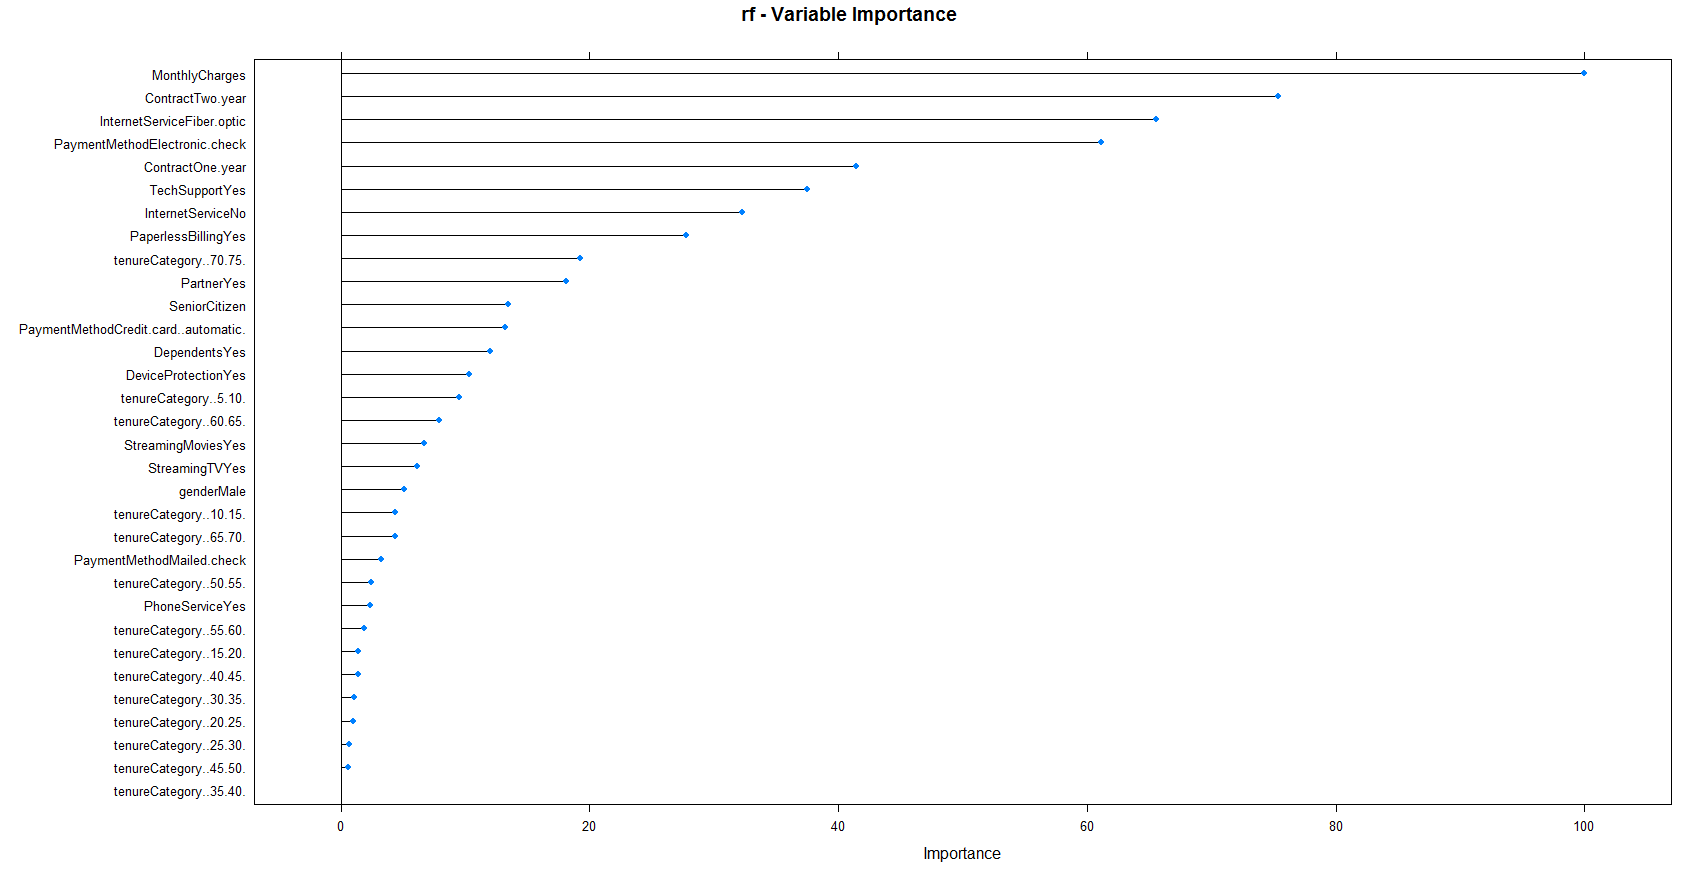 rf - Variable Importance
MonthlyCharges
ContractTwo.year
InternetServiceFiber.optic
PaymentMethodElectronic.check
ContractOne.year
TechSupportYes
InternetServiceNo
PaperlessBillingYes
tenureCategory..70.75.
PartnerYes
SeniorCitizen
PaymentMethodCredit.card..automatic.
DependentsYes
DeviceProtectionYes
tenureCategory..5.10.
tenureCategory..60.65.
StreamingMoviesYes
StreamingTVYes
genderMale
tenureCategory..10.15.
tenureCategory..65.70.
PaymentMethodMailed.check
tenureCategory..50.55.
PhoneServiceYes
tenureCategory..55.60.
tenureCategory..15.20.
tenureCategory..40.45.
tenureCategory..30.35.
tenureCategory..20.25.
tenureCategory..25.30.
tenureCategory..45.50.
tenureCategory..35.40.
0 20 40 60 80 100
Importance